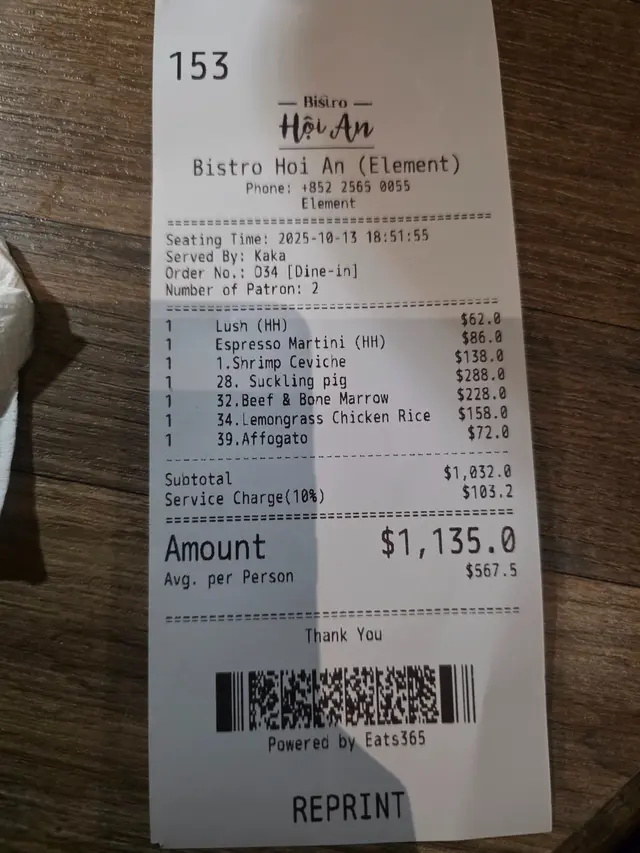 153
Bistro
Hội An
Bistro Hoi An (Element)
Phone: +852 2565 0055
Element
Seating Time: 2025-10-13 18:51:55
Served By: Kaka
Order No.: D34 [Dine-in]
Number of Patron: 2
1 Lush (HH) $62.0
1 Espresso Martini (HH) $86.0
1 1.Shrimp Ceviche $138.0
1 28. Suckling pig $288.0
1 32.Beef & Bone Marrow $228.0
1 34.Lemongrass Chicken Rice $158.0
1 39.Affogato $72.0
Subtotal $1,032.0
Service Charge(10%) $103.2
Amount $1,135.0
Avg. per Person $567.5
Thank You
Powered by Eats365
REPRINT